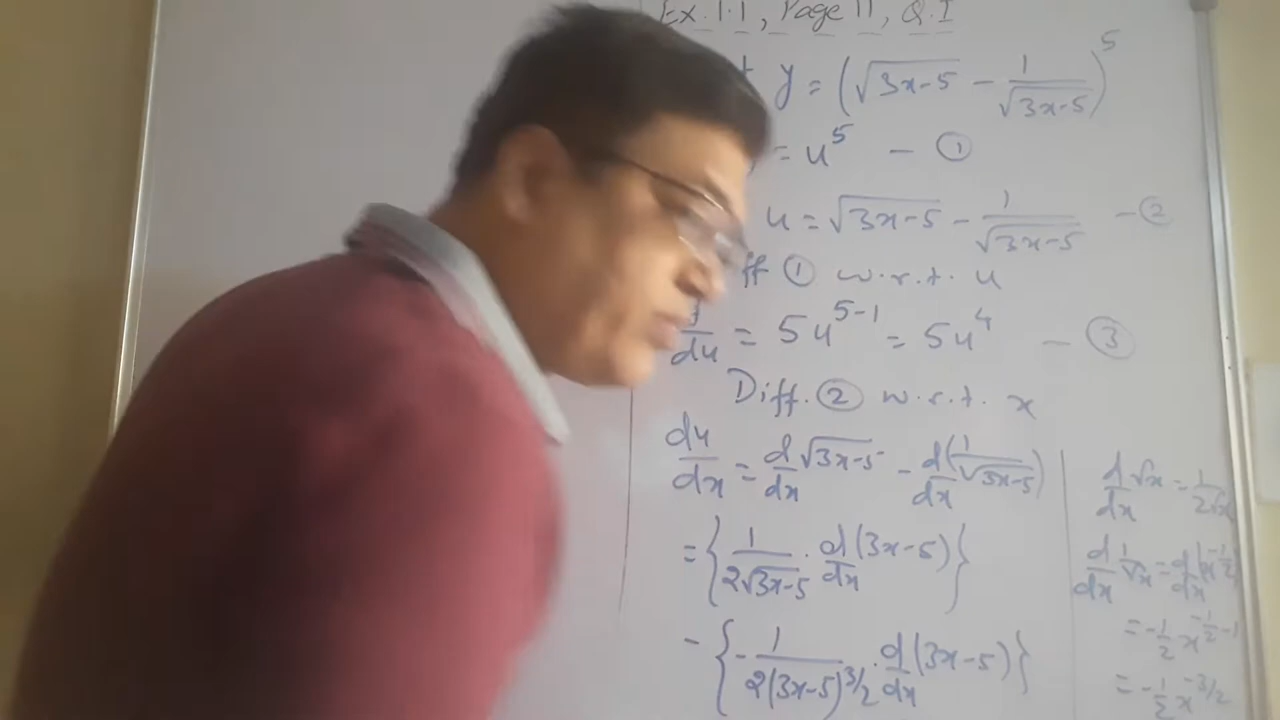 Ex. 1.1, Page 11, Q. I
y = (√3x-5 - 1/√3x-5)^5
= u^5 - ①
u = √3x-5 - 1/√3x-5 - ②
ff ① w.r.t. u
du = 5u^5-1 = 5u^4 - ③
Diff. ② w.r.t. x
du/dx = d/dx √3x-5 - d/dx (1/√3x-5)
= {1/2√3x-5 · d/dx (3x-5)}
- {-1/2(3x-5)^3/2 · d/dx (3x-5)}
d/dx √x = 1/2√x
d/dx 1/√x = d/dx (x^-1/2)
= -1/2 x^-1/2-1
= -1/2 x^-3/2